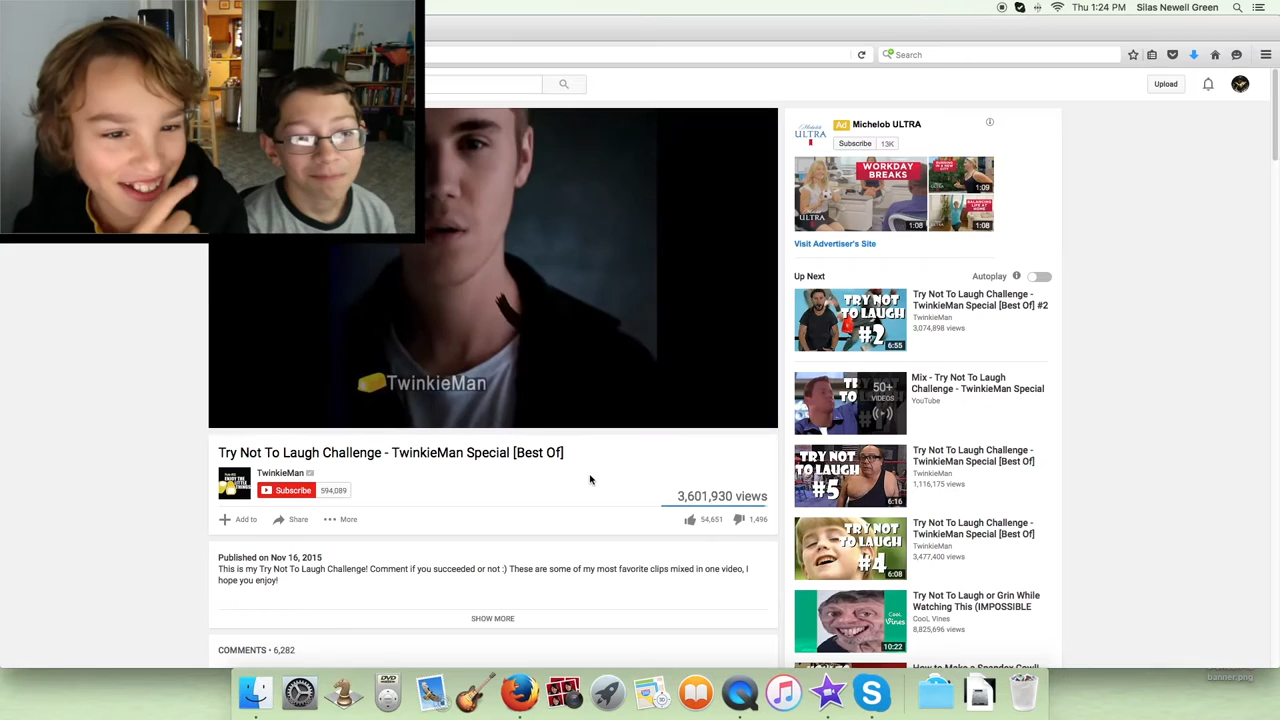 Thu 1:24 PM Silas Newell Green
Search
Upload
Ad Michelob ULTRA
Subscribe 13K
ULTRA
WORKDAY BREAKS
ULTRA
1:08
1:09
1:08
Visit Advertiser's Site
Up Next
Autoplay
TRY NOT
TO LAUGH
#2
6:55
Try Not To Laugh Challenge -
TwinkieMan Special [Best Of] #2
TwinkieMan
3,074,898 views
50+
VIDEOS
Mix - Try Not To Laugh
Challenge - TwinkieMan Special
YouTube
TRY NOT
TO LAUGH
#5
6:16
Try Not To Laugh Challenge -
TwinkieMan Special [Best Of]
TwinkieMan
1,116,175 views
TRY NOT
TO LAUGH
#4
6:08
Try Not To Laugh Challenge -
TwinkieMan Special [Best Of]
TwinkieMan
3,477,400 views
CooL Vines
10:22
Try Not To Laugh or Grin While
Watching This (IMPOSSIBLE
CooL Vines
8,825,696 views
TwinkieMan
Try Not To Laugh Challenge - TwinkieMan Special [Best Of]
TwinkieMan
Subscribe 594,089
3,601,930 views
Add to Share More
54,651 1,496
Published on Nov 16, 2015
This is my Try Not To Laugh Challenge! Comment if you succeeded or not :) These are some of my most favorite clips mixed in one video, I
hope you enjoy!
SHOW MORE
COMMENTS • 6,282
banner.png
DVD